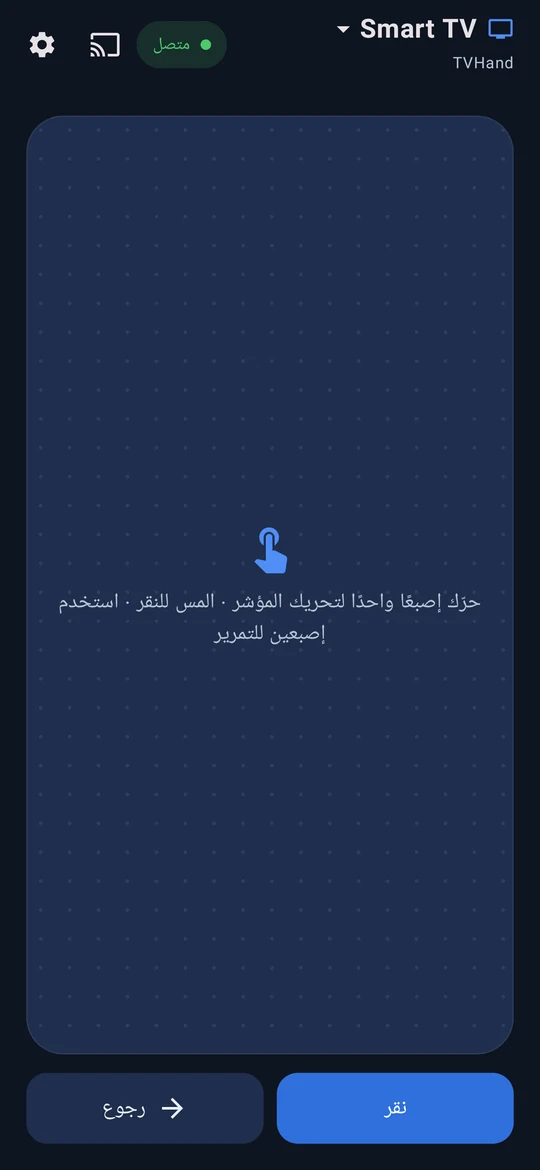 Smart TV
TVHand
متصل
حرّك إصبعًا واحدًا لتحريك المؤشر · المس للنقر · استخدم
إصبعين للتمرير
نقر
رجوع